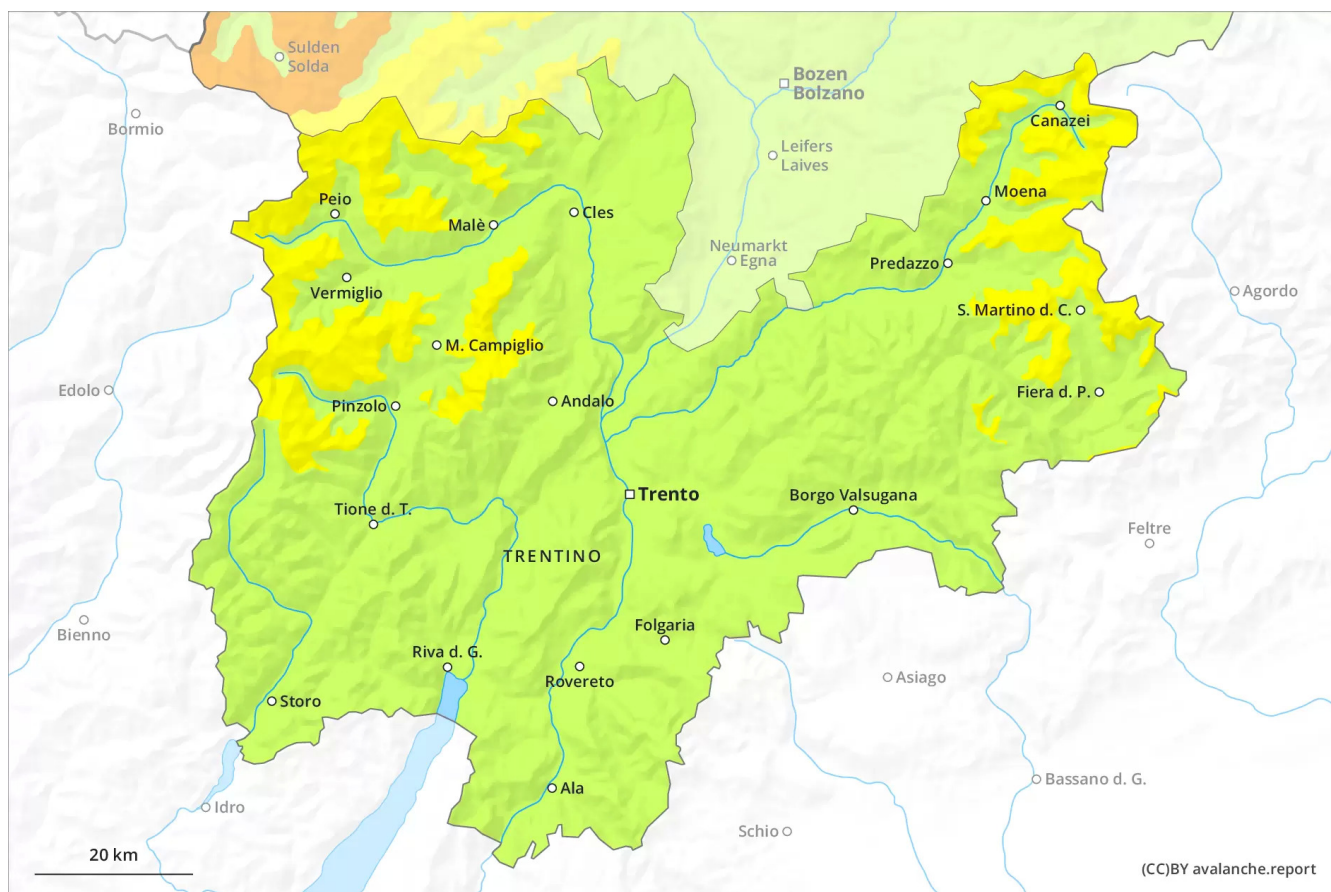 Sulden
Solda
Bozen
Bolzano
Bormio
Canazei
Leifers
Laives
Peio
Moena
Malè
Cles
Neumarkt
Egna
Predazzo
Vermiglio
Agordo
S. Martino d. C.
M. Campiglio
Edolo
Andalo
Fiera d. P.
Pinzolo
Trento
Borgo Valsugana
Tione d. T.
Feltre
TRENTINO
Bienno
Folgaria
Riva d. G.
Rovereto
Asiago
Storo
Bassano d. G.
Ala
Idro
Schio
20 km
(CC)BY avalanche.report